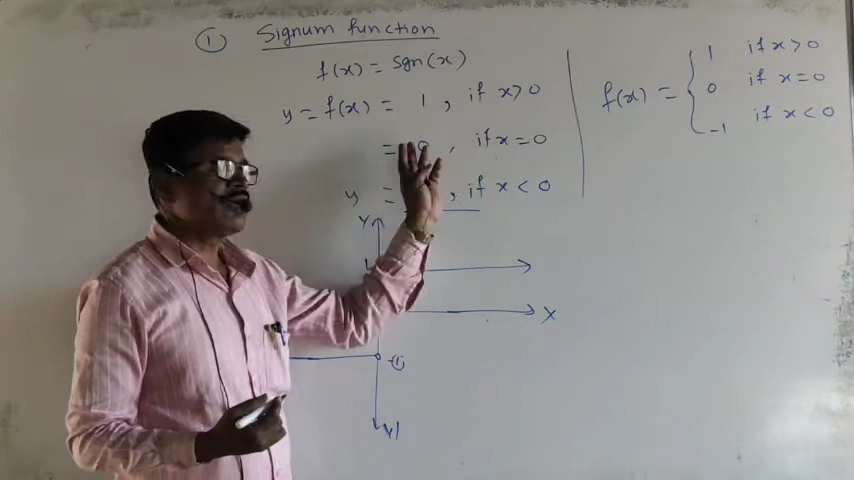 ① Signum function
f(x) = sgn(x)
y = f(x) = 1, if x>0
= 0, if x=0
y = , if x < 0
f(x) = { 1 if x>0
0 if x=0
-1 if x<0
Y
X
-1
Y|